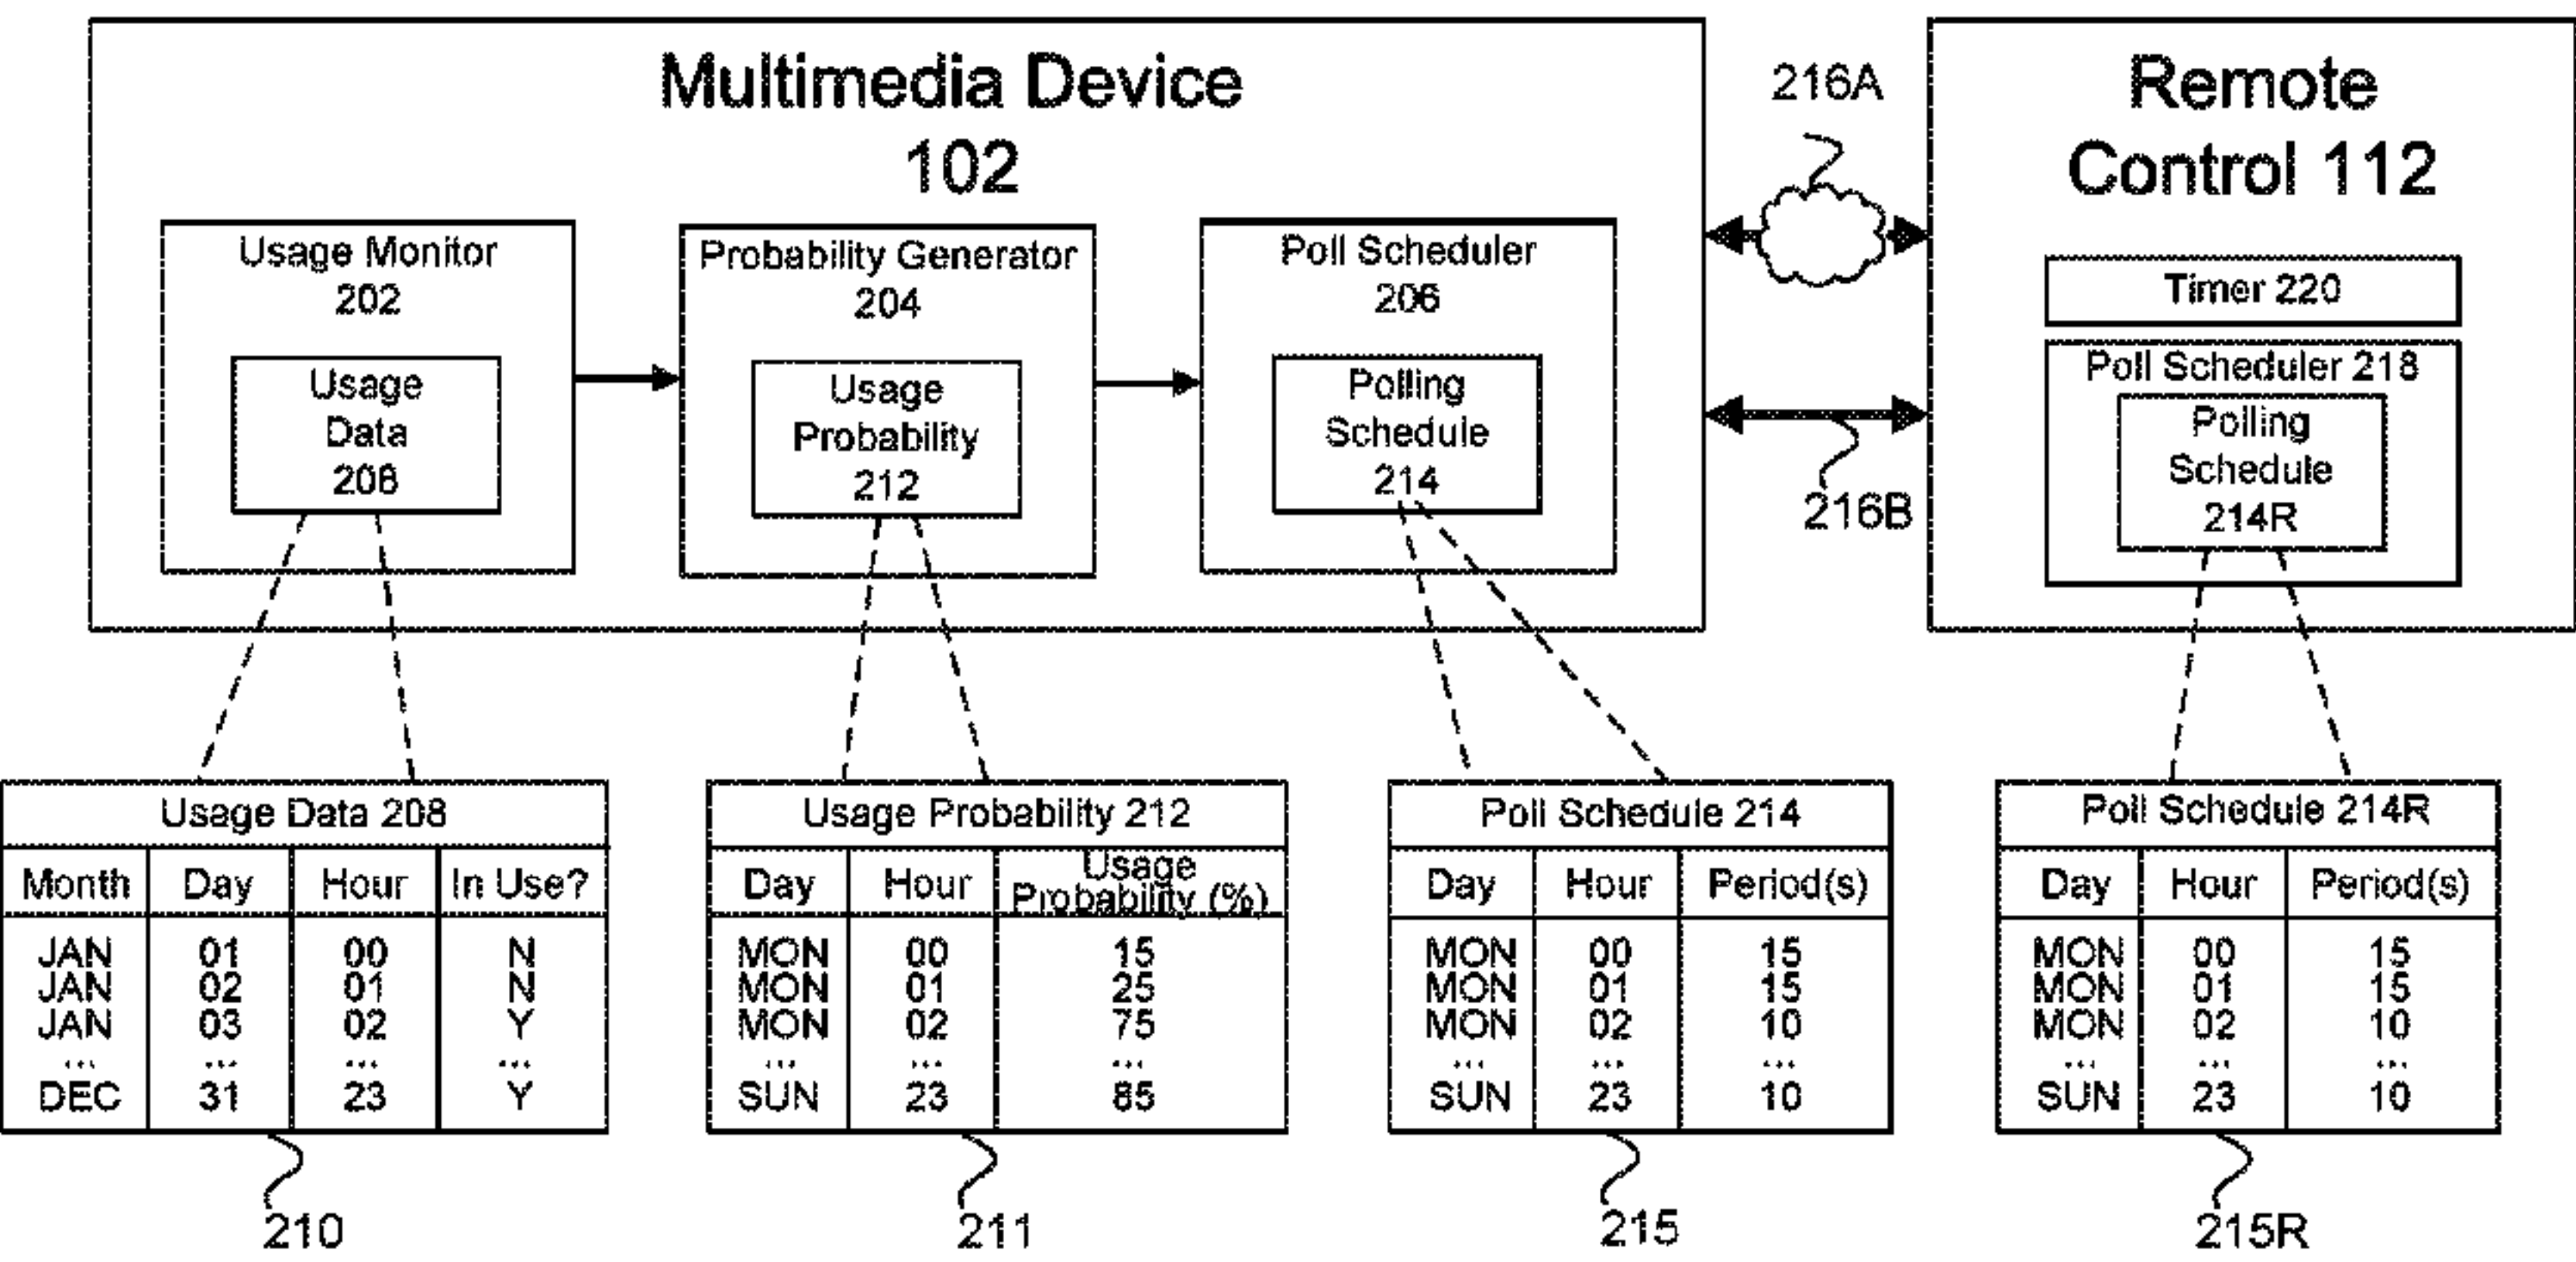 Multimedia Device
102
216A
Remote
Control 112
Usage Monitor
202
Usage
Data
208
Probability Generator
204
Usage
Probability
212
Poll Scheduler
206
Polling
Schedule
214
216B
Timer 220
Poll Scheduler 218
Polling
Schedule
214R
Usage Data 208
Month Day Hour In Use?
JAN 01 00 N
JAN 02 01 N
JAN 03 02 Y
... ... ... ...
DEC 31 23 Y
210
Usage Probability 212
Day Hour Usage
Probability (%)
MON 00 15
MON 01 25
MON 02 75
... ... ...
SUN 23 85
211
Poll Schedule 214
Day Hour Period(s)
MON 00 15
MON 01 15
MON 02 10
... ... ...
SUN 23 10
215
Poll Schedule 214R
Day Hour Period(s)
MON 00 15
MON 01 15
MON 02 10
... ... ...
SUN 23 10
215R